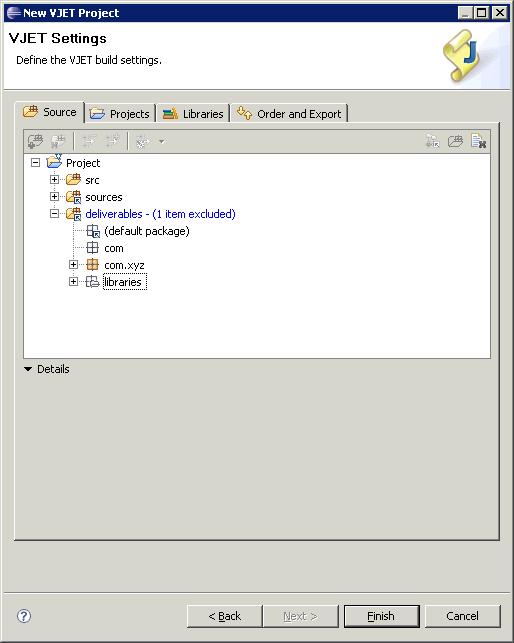 New VJET Project
VJET Settings
Define the VJET build settings.
Source Projects Libraries Order and Export
Project
src
sources
deliverables - (1 item excluded)
(default package)
com
com.xyz
libraries
Details
< Back Next > Finish Cancel